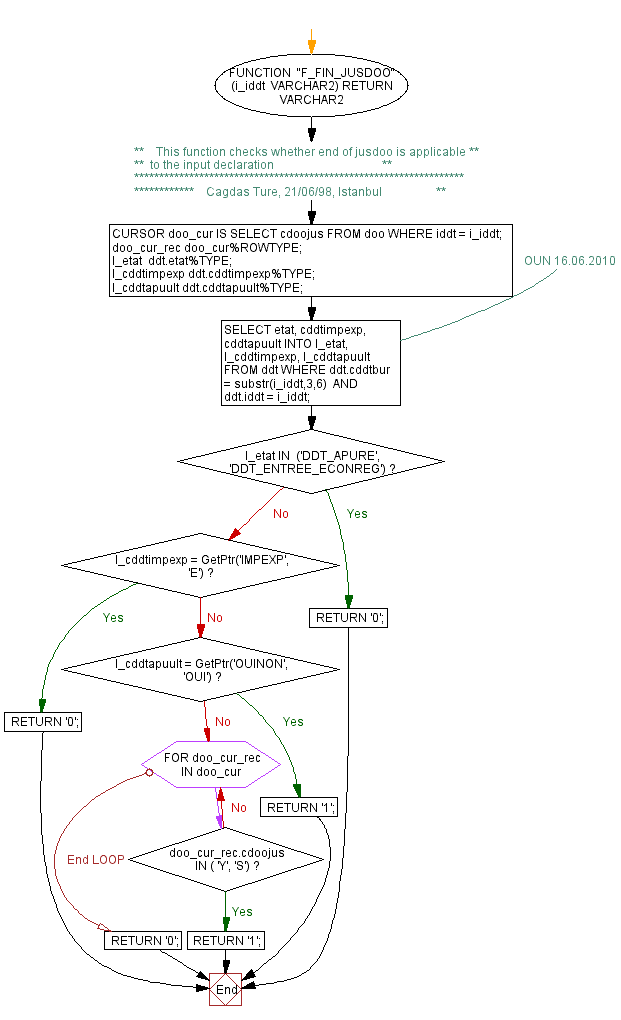 FUNCTION "F_FIN_JUSDOO"
(i_iddt VARCHAR2) RETURN
VARCHAR2
** This function checks whether end of jusdoo is applicable **
** to the input declaration **
******************************************************************
************ Cagdas Ture, 21/06/98, Istanbul **
CURSOR doo_cur IS SELECT cdoojus FROM doo WHERE iddt = i_iddt;
doo_cur_rec doo_cur%ROWTYPE;
l_etat ddt.etat%TYPE;
l_cddtimpexp ddt.cddtimpexp%TYPE;
l_cddtapuult ddt.cddtapuult%TYPE;
OUN 16.06.2010
SELECT etat, cddtimpexp,
cddtapuult INTO l_etat,
l_cddtimpexp, l_cddtapuult
FROM ddt WHERE ddt.cddtbur
= substr(i_iddt,3,6) AND
ddt.iddt = i_iddt;
l_etat IN ('DDT_APURE',
'DDT_ENTREE_ECONREG') ?
No
Yes
l_cddtimpexp = GetPtr('IMPEXP',
'E') ?
Yes
No
RETURN '0';
l_cddtapuult = GetPtr('OUINON',
'OUI') ?
RETURN '0';
No
Yes
FOR doo_cur_rec
IN doo_cur
No
RETURN '1';
End LOOP
doo_cur_rec.cdoojus
IN ( 'Y', 'S') ?
Yes
RETURN '0';
RETURN '1';
End